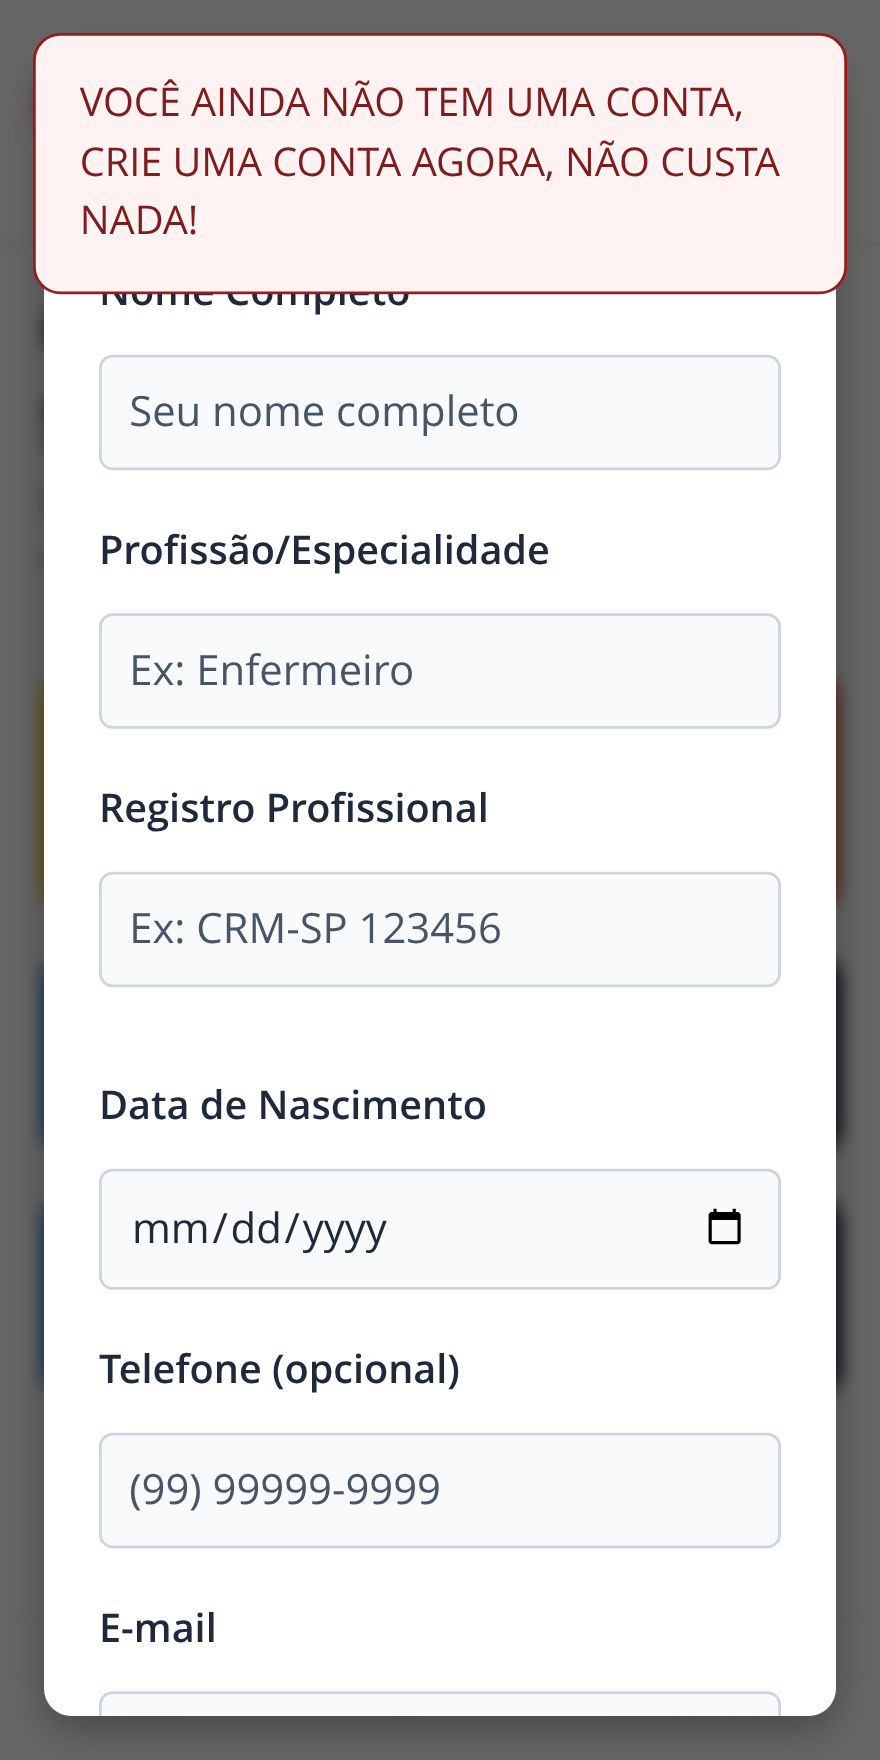 VOCÊ AINDA NÃO TEM UMA CONTA,
CRIE UMA CONTA AGORA, NÃO CUSTA
NADA!
Nome Completo
Seu nome completo
Profissão/Especialidade
Ex: Enfermeiro
Registro Profissional
Ex: CRM-SP 123456
Data de Nascimento
mm/dd/yyyy
Telefone (opcional)
(99) 99999-9999
E-mail